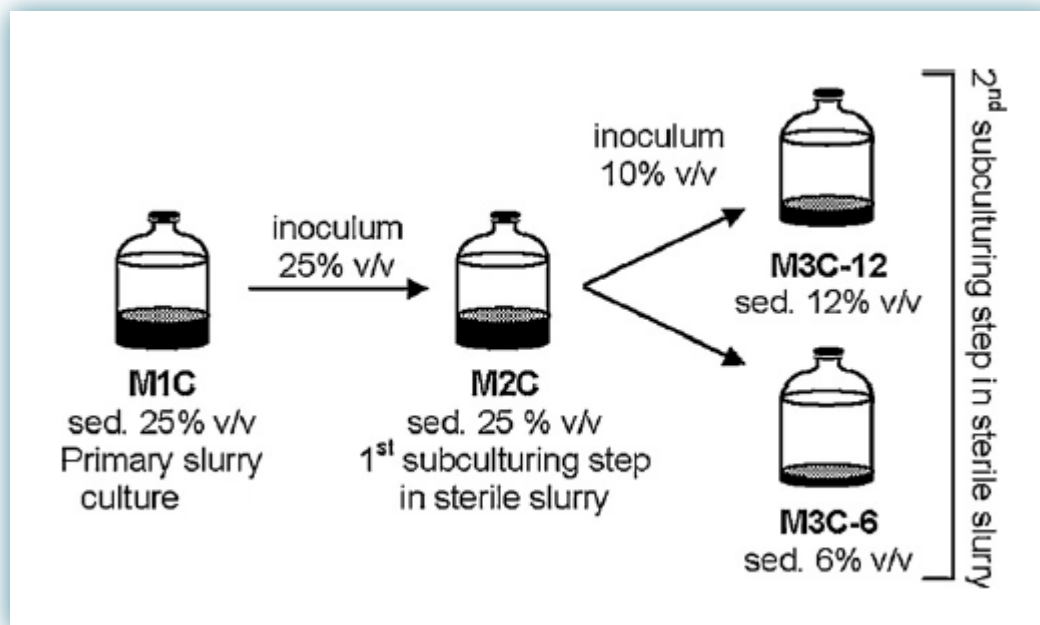 inoculum
25% v/v
M1C
sed. 25% v/v
Primary slurry
culture
M2C
sed. 25 % v/v
1st subculturing step
in sterile slurry
inoculum
10% v/v
M3C-12
sed. 12% v/v
M3C-6
sed. 6% v/v
2nd subculturing step in sterile slurry